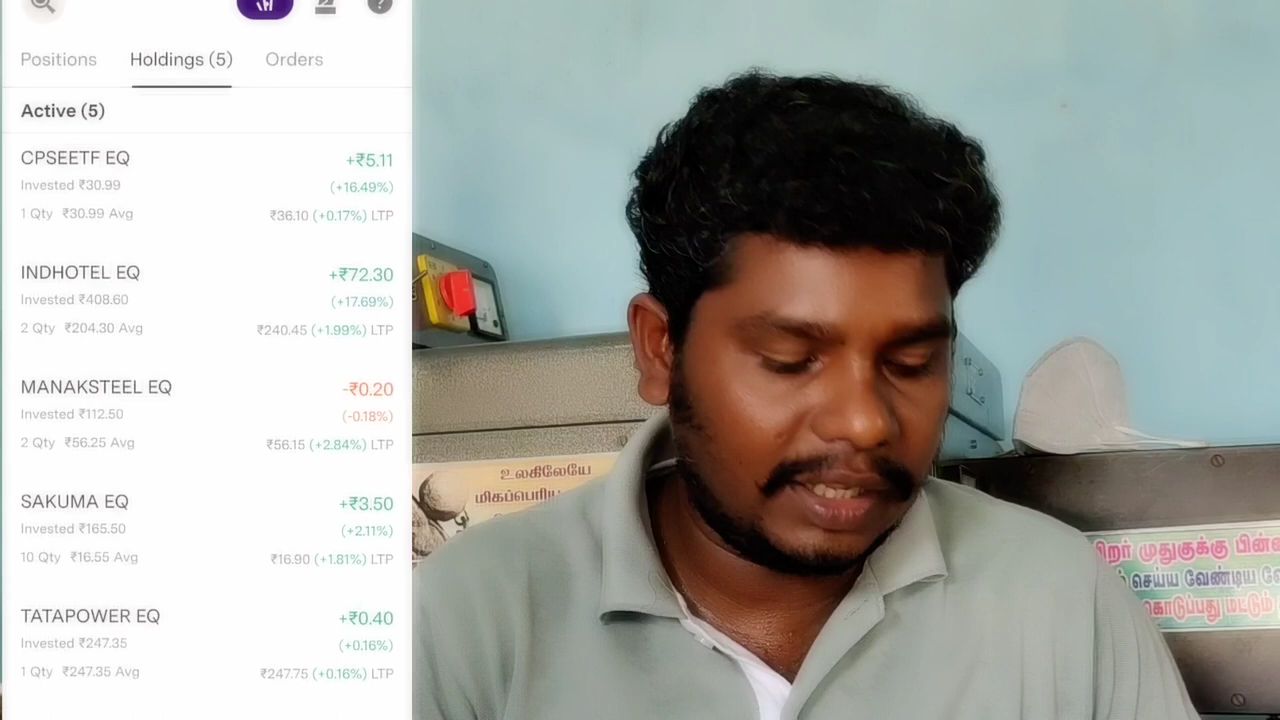 Positions Holdings (5) Orders
Active (5)
CPSEETF EQ +₹5.11
Invested ₹30.99 (+16.49%)
1 Qty ₹30.99 Avg ₹36.10 (+0.17%) LTP
INDHOTEL EQ +₹72.30
Invested ₹408.60 (+17.69%)
2 Qty ₹204.30 Avg ₹240.45 (+1.99%) LTP
MANAKSTEEL EQ -₹0.20
Invested ₹112.50 (-0.18%)
2 Qty ₹56.25 Avg ₹56.15 (+2.84%) LTP
SAKUMA EQ +₹3.50
Invested ₹165.50 (+2.11%)
10 Qty ₹16.55 Avg ₹16.90 (+1.81%) LTP
TATAPOWER EQ +₹0.40
Invested ₹247.35 (+0.16%)
1 Qty ₹247.35 Avg ₹247.75 (+0.16%) LTP
உலகிலேயே
மிகப்பெரிய
பிறர் முதுகுக்கு
செய்ய வேண்டிய
கொடுப்பது மட்டும்